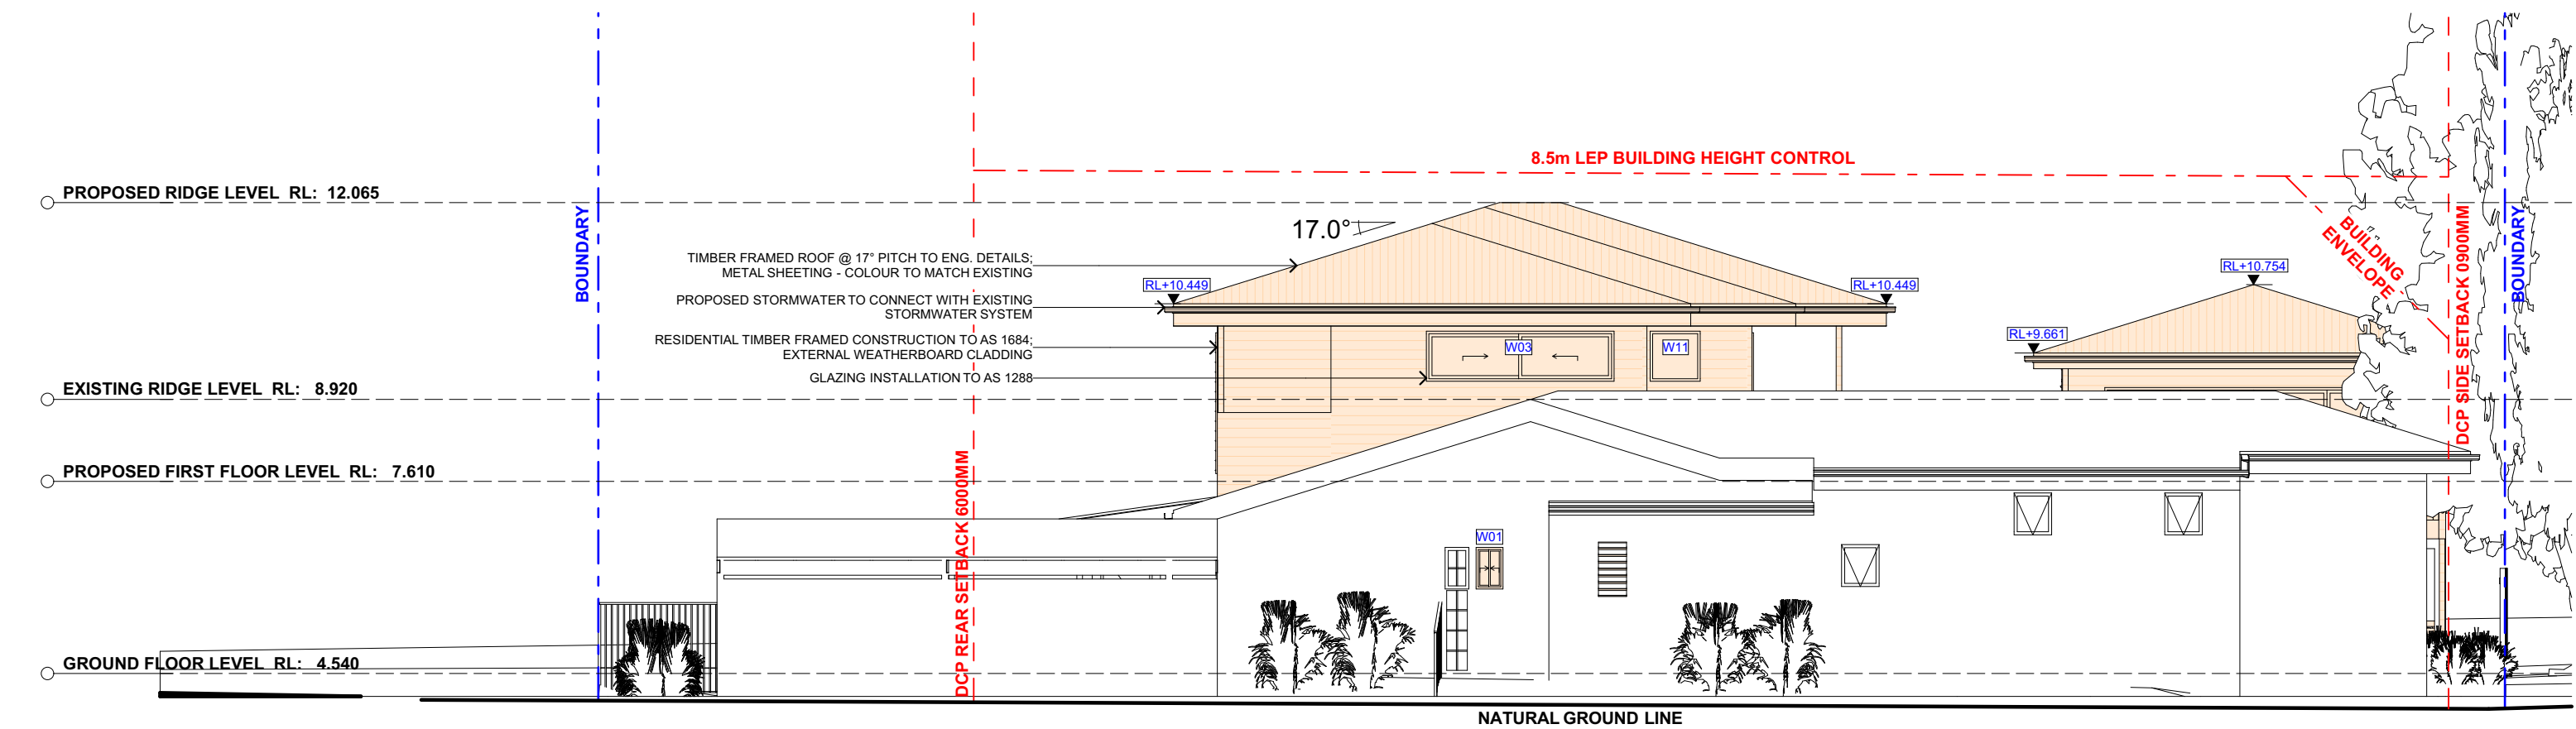 8.5m LEP BUILDING HEIGHT CONTROL
PROPOSED RIDGE LEVEL RL: 12.065
BOUNDARY
17.0°
TIMBER FRAMED ROOF @ 17° PITCH TO ENG. DETAILS;
METAL SHEETING - COLOUR TO MATCH EXISTING
RL+10.449
RL+10.449
RL+10.754
BUILDING
ENVELOPE
DCP SIDE SETBACK 0900MM
BOUNDARY
PROPOSED STORMWATER TO CONNECT WITH EXISTING
STORMWATER SYSTEM
RESIDENTIAL TIMBER FRAMED CONSTRUCTION TO AS 1684;
EXTERNAL WEATHERBOARD CLADDING
W03
W11
RL+9.661
GLAZING INSTALLATION TO AS 1288
EXISTING RIDGE LEVEL RL: 8.920
PROPOSED FIRST FLOOR LEVEL RL: 7.610
DCP REAR SETBACK 6000MM
W01
GROUND FLOOR LEVEL RL: 4.540
NATURAL GROUND LINE